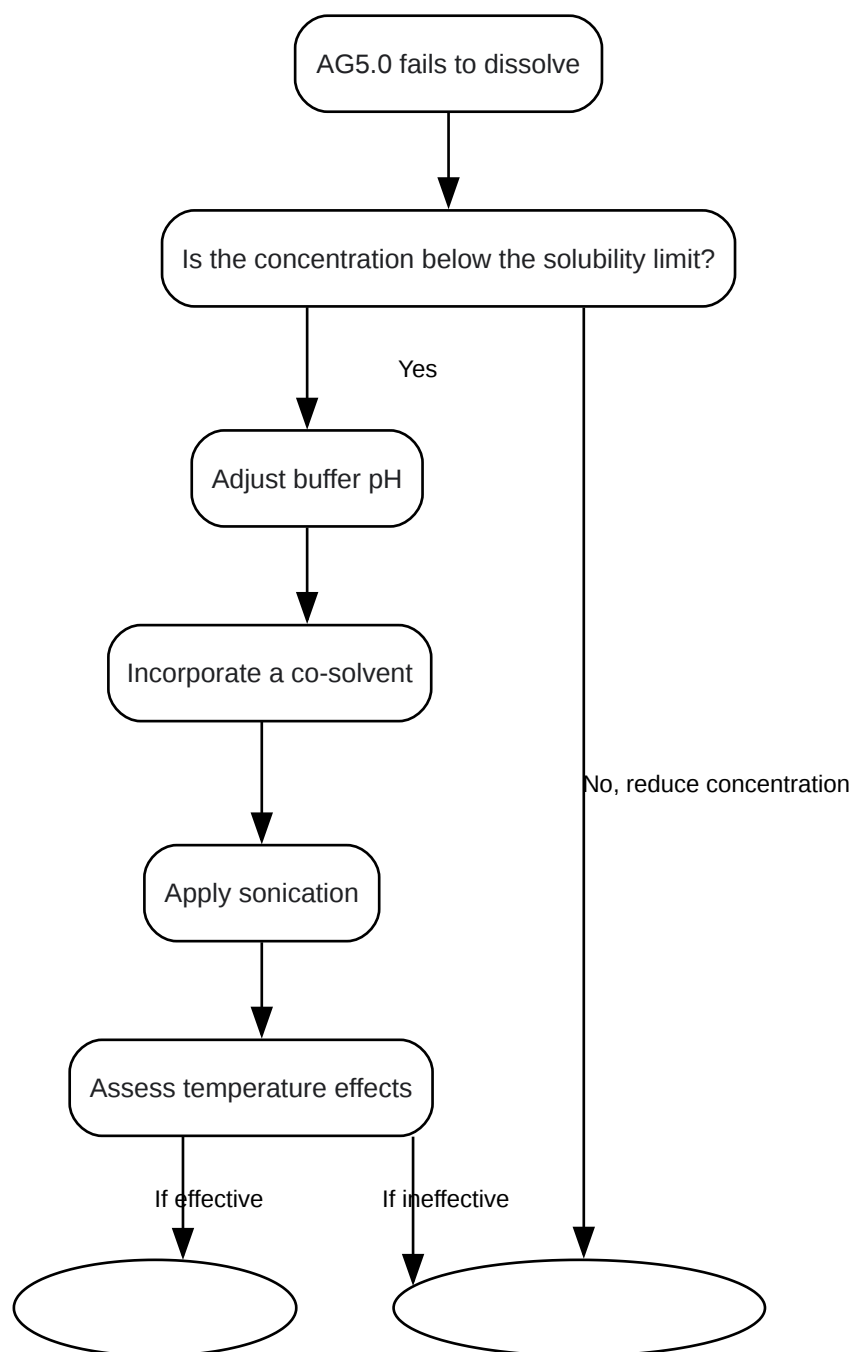 AG5.0 fails to dissolve
Is the concentration below the solubility limit?
Yes
Adjust buffer pH
Incorporate a co-solvent
No, reduce concentration
Apply sonication
Assess temperature effects
If effective
If ineffective